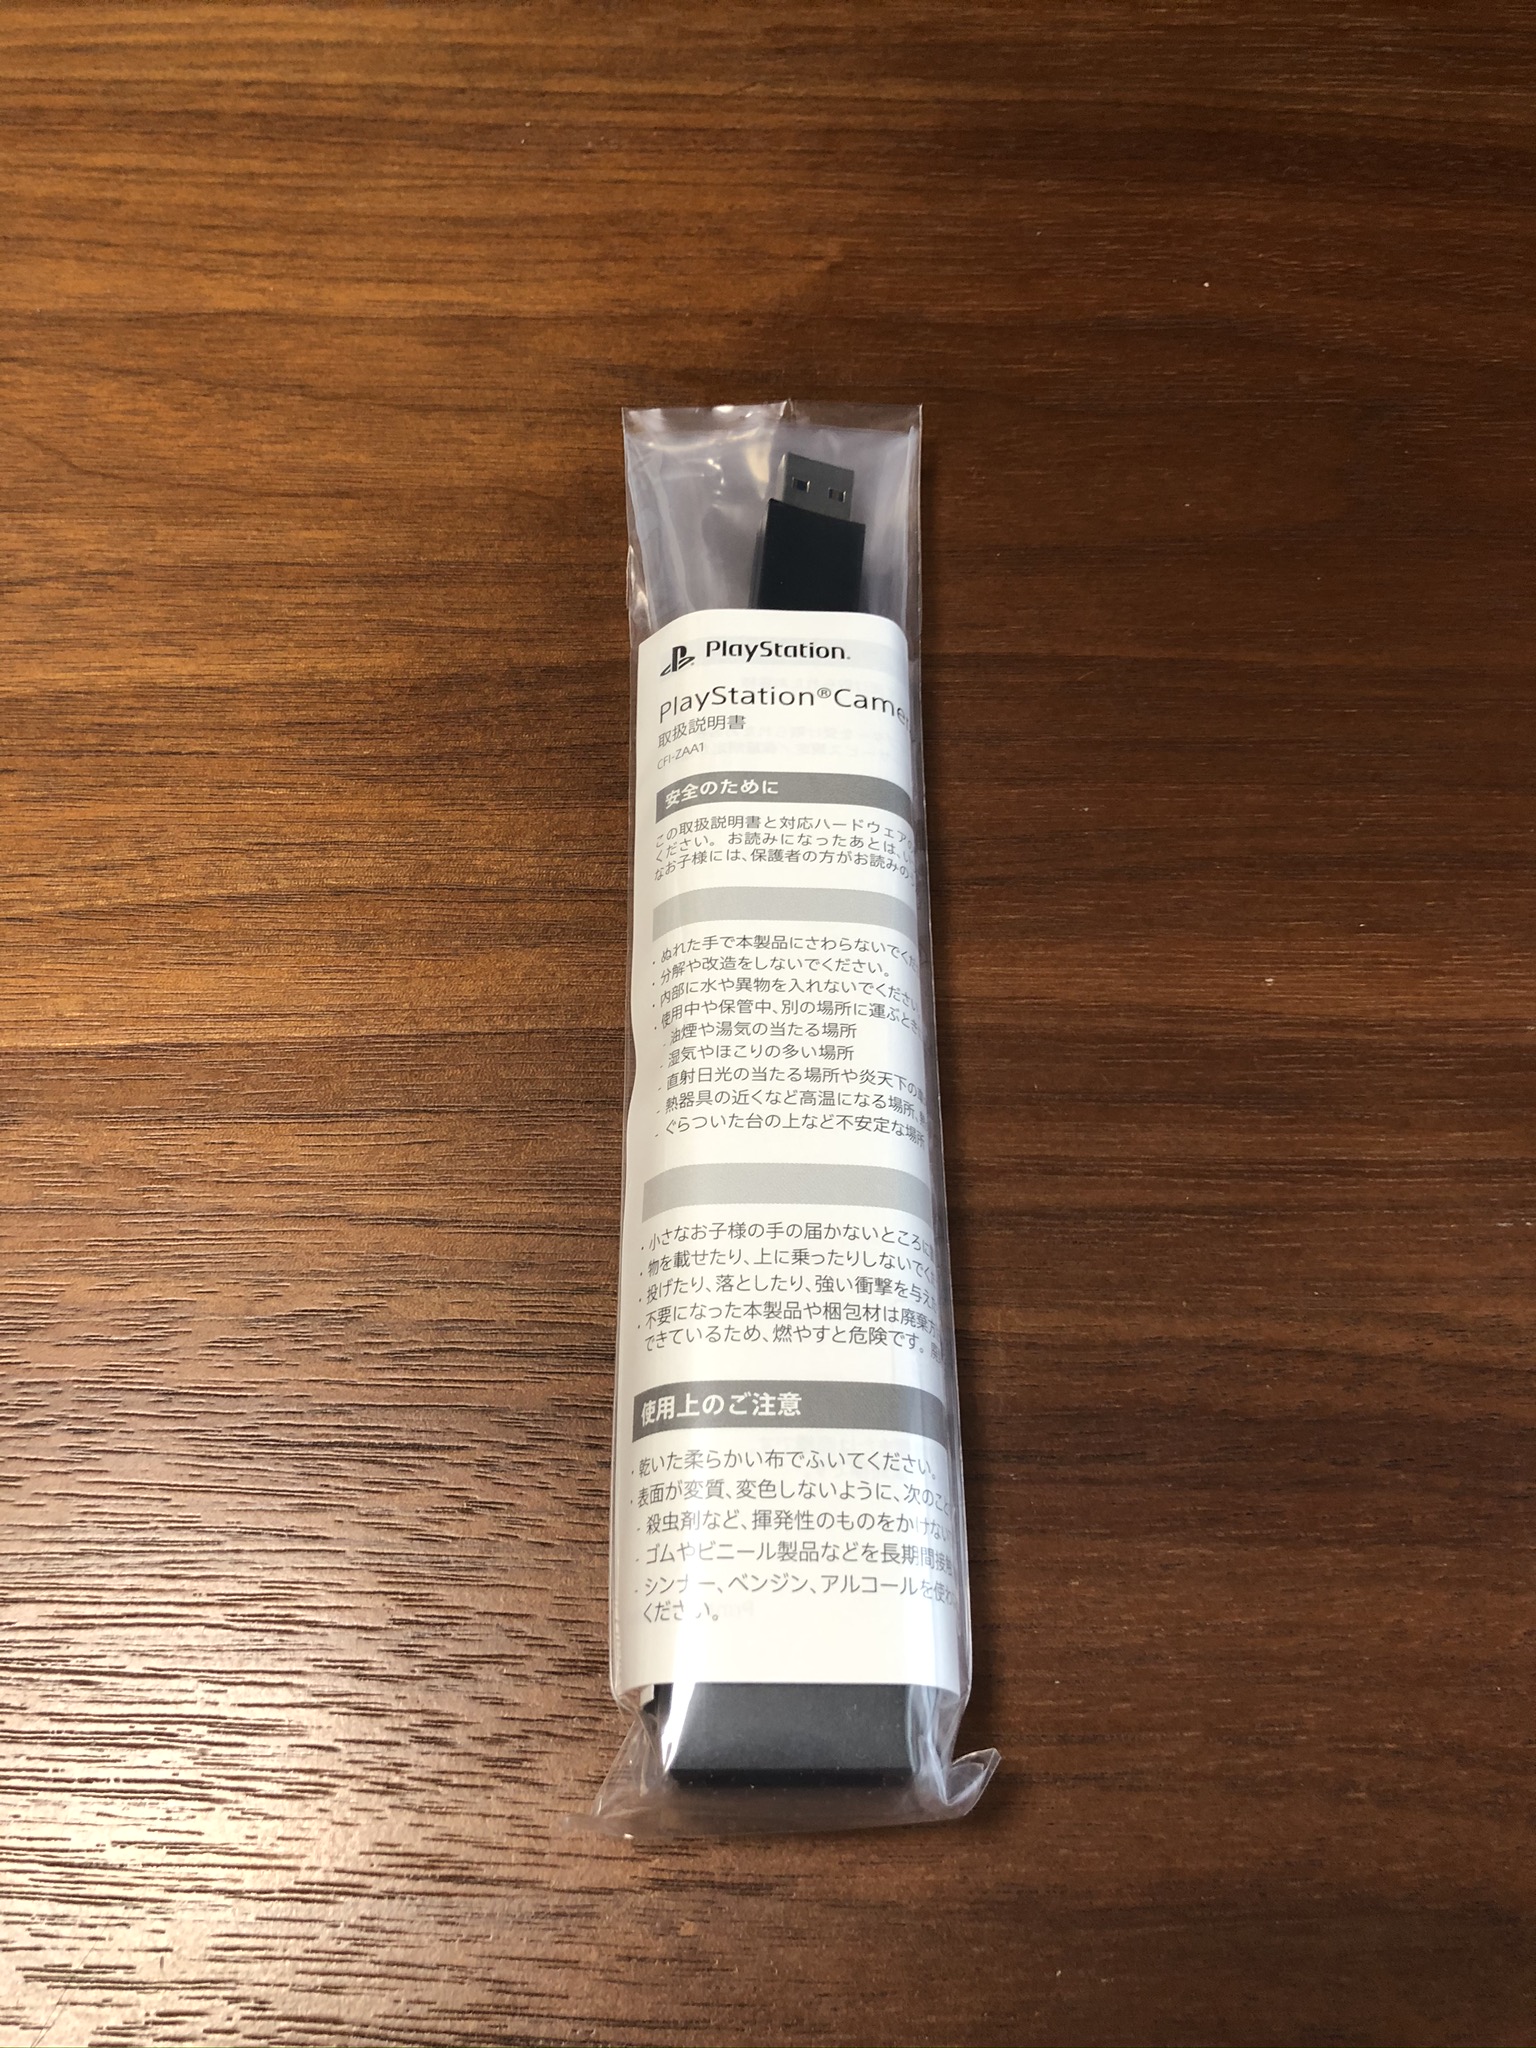 PlayStation®
PlayStation®Came
取扱説明書
CFI-ZAA1
安全のために
この取扱説明書と対応ハードウェア
ください。お読みになったあとは、
なお子様には、保護者の方がお読みの
・ぬれた手で本製品にさわらないでくだ
・分解や改造をしないでください。
・内部に水や異物を入れないでください
・使用中や保管中、別の場所に運ぶとき
- 油煙や湯気の当たる場所
- 湿気やほこりの多い場所
- 直射日光の当たる場所や炎天下の
- 熱器具の近くなど高温になる場所、
- ぐらついた台の上など不安定な場所
・小さなお子様の手の届かないところに
・物を載せたり、上に乗ったりしないでくだ
・投げたり、落としたり、強い衝撃を与えた
・不要になった本製品や梱包材は廃棄方
できているため、燃やすと危険です。廃
使用上のご注意
・乾いた柔らかい布でふいてください。
・表面が変質、変色しないように、次のこと
- 殺虫剤など、揮発性のものをかけない
- ゴムやビニール製品などを長期間接
- シンナー、ベンジン、アルコールを使わ
ください。